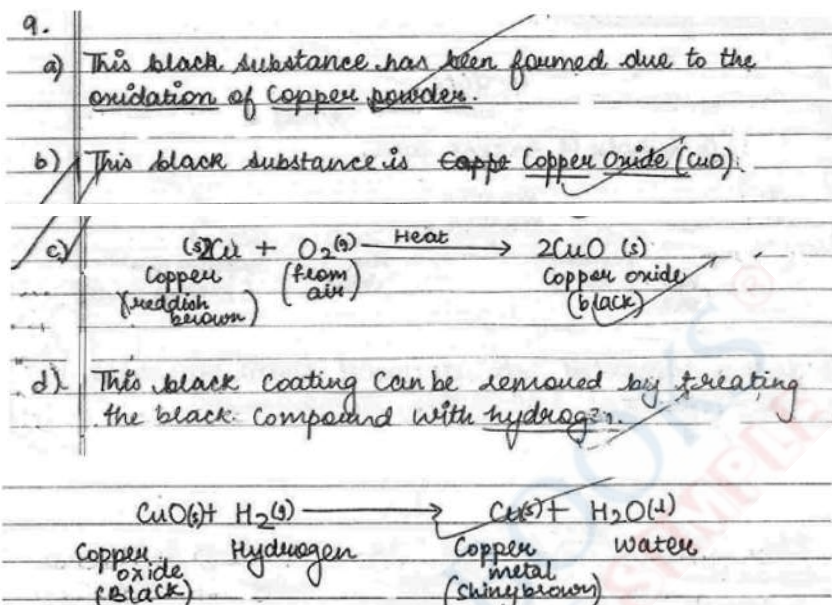 9.
a) This black substance has been formed due to the
oxidation of Copper powder.
b) This black substance is Copper Oxide (CuO).
c) (s)2Cu + O2(g) Heat → 2CuO (s)
Copper (from Copper oxide
(reddish air) (black)
brown)
d) This black coating can be removed by treating
the black compound with hydrogen.
CuO(s) + H2(g) → Cu(s) + H2O(l)
Copper Hydrogen Copper water
oxide metal
(Black) (shiny brown)